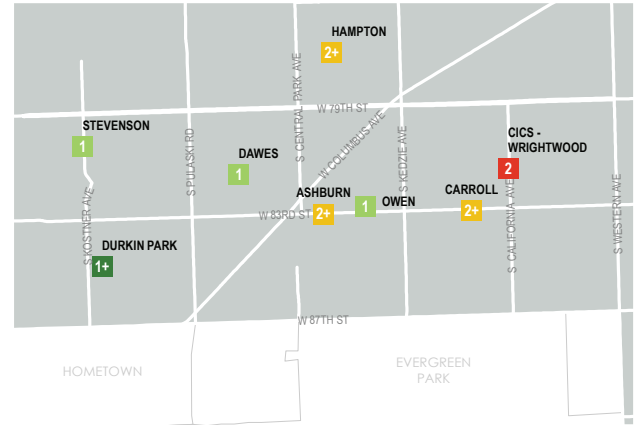 HAMPTON
2+
S CENTRAL PARK AVE
W 79TH ST
STEVENSON
1
S PULASKI RD
DAWES
1
W COLUMBUS AVE
S KEDZIE AVE
CICS -
WRIGHTWOOD
2
ASHBURN
2+
W 83RD ST
1
OWEN
CARROLL
2+
S CALIFORNIA AVE
S WESTERN AVE
S KOSTNER AVE
DURKIN PARK
1+
W 87TH ST
HOMETOWN
EVERGREEN
PARK